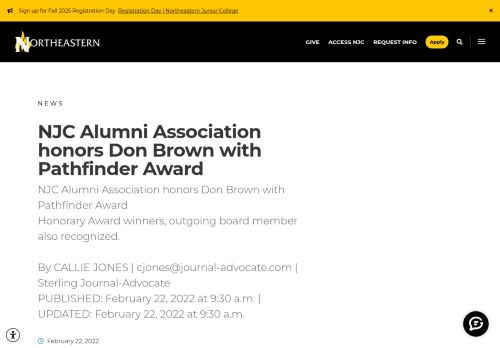 Sign up for Fall 2025 Registration Day Registration Day | Northeastern Junior College ×
NORTHEASTERN GIVE ACCESS NJC REQUEST INFO Apply
NEWS
NJC Alumni Association
honors Don Brown with
Pathfinder Award
NJC Alumni Association honors Don Brown with
Pathfinder Award
Honorary Award winners, outgoing board member
also recognized.
By CALLIE JONES | cjones@journal-advocate.com |
Sterling Journal-Advocate
PUBLISHED: February 22, 2022 at 9:30 a.m. |
UPDATED: February 22, 2022 at 9:30 a.m.
February 22, 2022